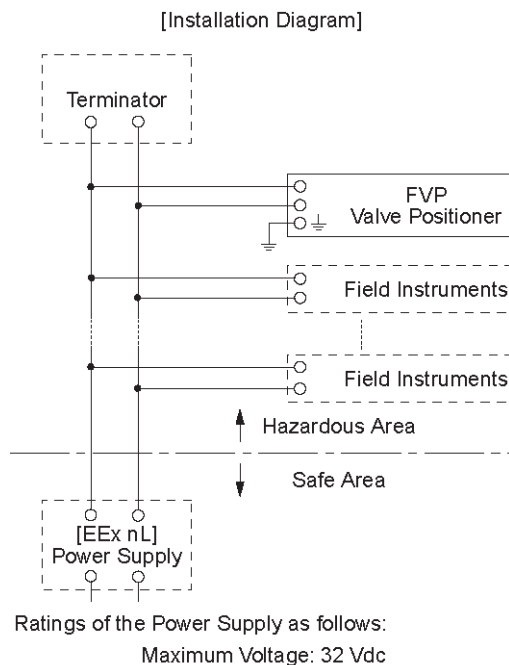 [Installation Diagram]
Terminator
FVP
Valve Positioner
Field Instruments
Field Instruments
Hazardous Area
Safe Area
[EEx nL]
Power Supply
Ratings of the Power Supply as follows:
Maximum Voltage: 32 Vdc